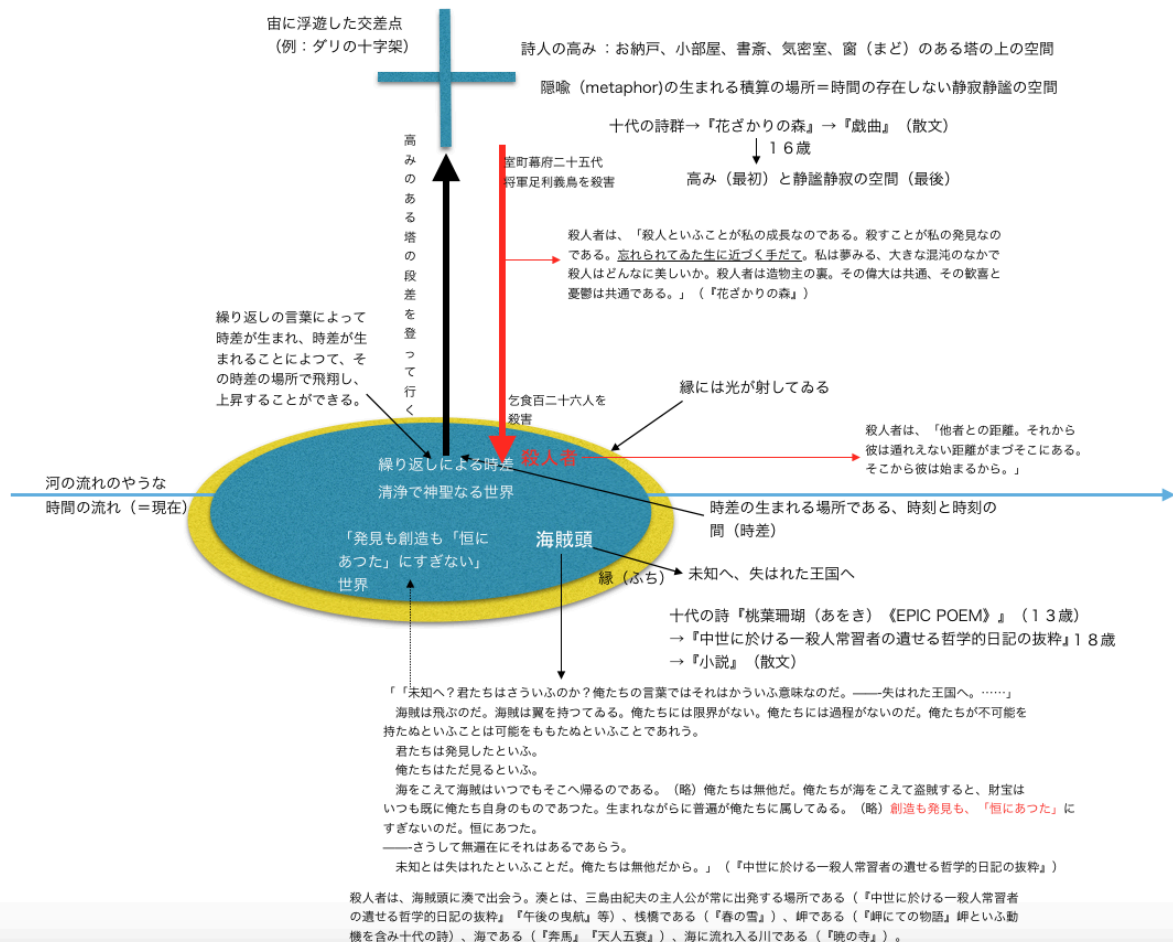 宙に浮遊した交差点
（例：ダリの十字架）
詩人の高み ：お納戸、小部屋、書斎、気密室、窗（まど）のある塔の上の空間
隠喩（metaphor)の生まれる積算の場所＝時間の存在しない静寂静謐の空間
十代の詩群→『花ざかりの森』→『戯曲』（散文）
１６歳
高み（最初）と静謐静寂の空間（最後）
高みのある塔の段差を登って行く
室町幕府二十五代
将軍足利義鳥を殺害
殺人者は、「殺人といふことが私の成長なのである。殺すことが私の発見なの
である。忘れられてゐた生に近づく手だて。私は夢みる、大きな混沌のなかで
殺人はどんなに美しいか。殺人者は造物主の裏。その偉大は共通、その歓喜と
憂鬱は共通である。」（『花ざかりの森』）
繰り返しの言葉によって
時差が生まれ、時差が生
まれることによつて、そ
の時差の場所で飛翔し、
上昇することができる。
乞食百二十六人を
殺害
縁には光が射してゐる
殺人者は、「他者との距離。それから
彼は遁れえない距離がまづそこにある。
そこから彼は始まるから。」
繰り返しによる時差
殺人者
清浄で神聖なる世界
河の流れのやうな
時間の流れ（＝現在）
時差の生まれる場所である、時刻と時刻の
間（時差）
「発見も創造も「恒に
あつた」にすぎない」
世界
海賊頭
縁（ふち）
未知へ、失はれた王国へ
十代の詩『桃葉珊瑚（あをき）《EPIC POEM》』（１３歳）
→『中世に於ける一殺人常習者の遺せる哲学的日記の抜粋』１８歳
→『小説』（散文）
「「未知へ？君たちはさういふのか？俺たちの言葉ではそれはかういふ意味なのだ。——-失はれた王国へ。……」
海賊は飛ぶのだ。海賊は翼を持つてゐる。俺たちには限界がない。俺たちには過程がないのだ。俺たちが不可能を
持たぬといふことは可能をももたぬといふことであれう。
君たちは発見したといふ。
俺たちはただ見るといふ。
海をこえて海賊はいつでもそこへ帰るのである。（略）俺たちは無他だ。俺たちが海をこえて盗賊すると、財宝は
いつも既に俺たち自身のものであつた。生まれながらに普遍が俺たちに属してゐる。（略）創造も発見も、「恒にあつた」に
すぎないのだ。恒にあつた。
——-さうして無遍在にそれはあるであらう。
未知とは失はれたといふことだ。俺たちは無他だから。」（『中世に於ける一殺人常習者の遺せる哲学的日記の抜粋』）
殺人者は、海賊頭に湊で出会う。湊とは、三島由紀夫の主人公が常に出発する場所である（『中世に於ける一殺人常習者
の遺せる哲学的日記の抜粋』『午後の曳航』等）、桟橋である（『春の雪』）、岬である（『岬にての物語』岬といふ動
機を含み十代の詩）、海である（『奔馬』『天人五衰』）、海に流れ入る川である（『暁の寺』）。